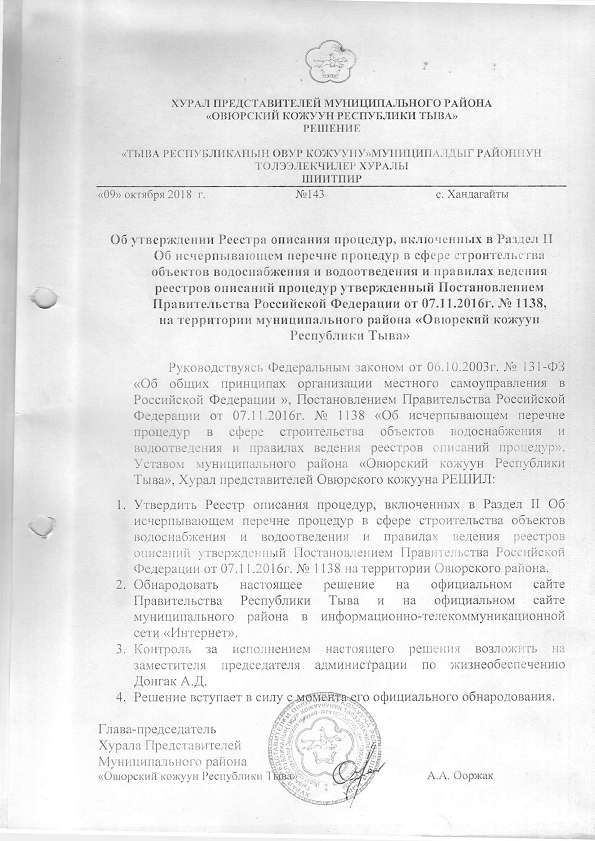 ХУРАЛ ПРЕДСТАВИТЕЛЕЙ МУНИЦИПАЛЬНОГО РАЙОНА
«ОВЮРСКИЙ КОЖУУН РЕСПУБЛИКИ ТЫВА»
РЕШЕНИЕ
«ТЫВА РЕСПУБЛИКАНЫН ОВУР КОЖУУНУ»МУНИЦИПАЛДЫГ РАЙОННУН
ТОЛЭЭЛЕКЧИЛЕР ХУРАЛЫ
ШИИТПИР
«09» октября 2018 г. №143 с. Хандагайты
Об утверждении Реестра описания процедур, включенных в Раздел II
Об исчерпывающем перечне процедур в сфере строительства
объектов водоснабжения и водоотведения и правилах ведения
реестров описаний процедур утвержденный Постановлением
Правительства Российской Федерации от 07.11.2016г. № 1138,
на территории муниципального района «Овюрский кожуун
Республики Тыва»
Руководствуясь Федеральным законом от 06.10.2003г. № 131-ФЗ
«Об общих принципах организации местного самоуправления в
Российской Федерации », Постановлением Правительства Российской
Федерации от 07.11.2016г. № 1138 «Об исчерпывающем перечне
процедур в сфере строительства объектов водоснабжения и
водоотведения и правилах ведения реестров описаний процедур»,
Уставом муниципального района «Овюрский кожуун Республики
Тыва», Хурал представителей Овюрского кожууна РЕШИЛ:
1. Утвердить Реестр описания процедур, включенных в Раздел II Об
исчерпывающем перечне процедур в сфере строительства объектов
водоснабжения и водоотведения и правилах ведения реестров
описаний утвержденный Постановлением Правительства Российской
Федерации от 07.11.2016г. № 1138 на территории Овюрского района.
2. Обнародовать настоящее решение на официальном сайте
Правительства Республики Тыва и на официальном сайте
муниципального района в информационно-телекоммуникационной
сети «Интернет».
3. Контроль за исполнением настоящего решения возложить на
заместителя председателя администрации по жизнеобеспечению
Донгак А.Д.
4. Решение вступает в силу с момента его официального обнародования.
Глава-председатель
Хурала Представителей
Муниципального района
«Овюрский кожуун Республики Тыва» А.А. Ооржак